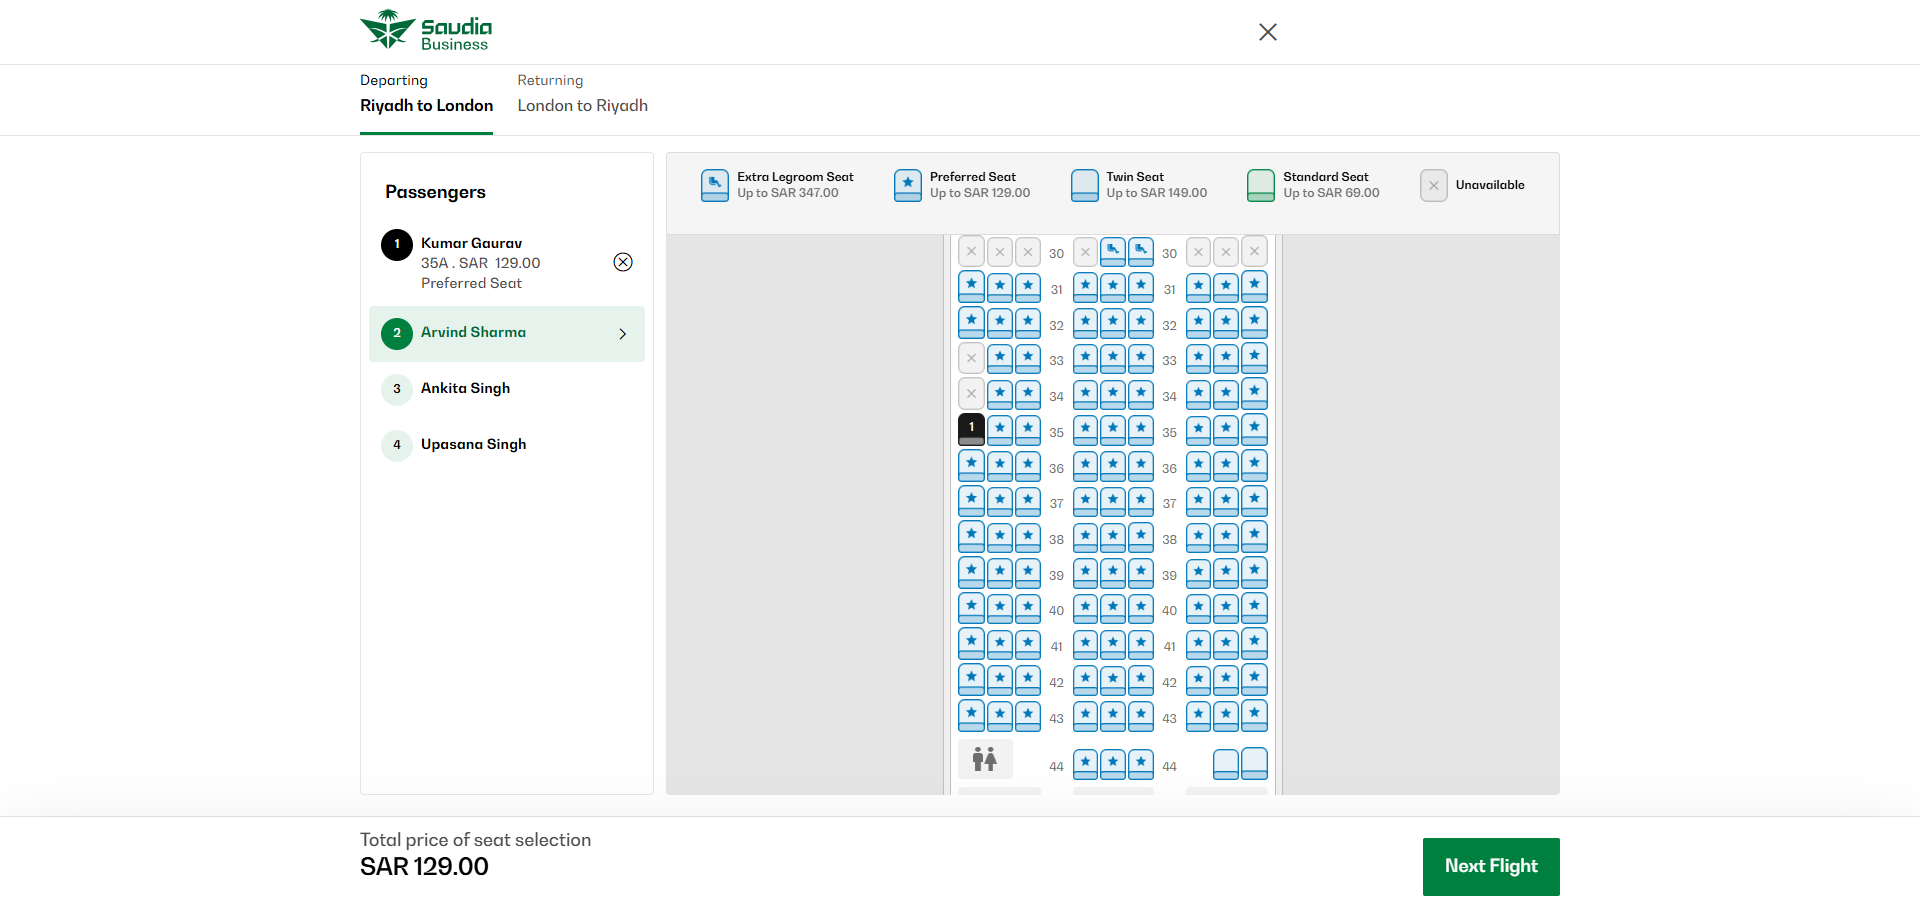 Saudia
Business
Departing
Riyadh to London
Returning
London to Riyadh
Passengers
1
Kumar Gaurav
35A . SAR 129.00
Preferred Seat
2
Arvind Sharma
3
Ankita Singh
4
Upasana Singh
Extra Legroom Seat
Up to SAR 347.00
Preferred Seat
Up to SAR 129.00
Twin Seat
Up to SAR 149.00
Standard Seat
Up to SAR 69.00
Unavailable
30 30
31 31
32 32
33 33
34 34
1 35 35
36 36
37 37
38 38
39 39
40 40
41 41
42 42
43 43
44 44
Total price of seat selection
SAR 129.00
Next Flight